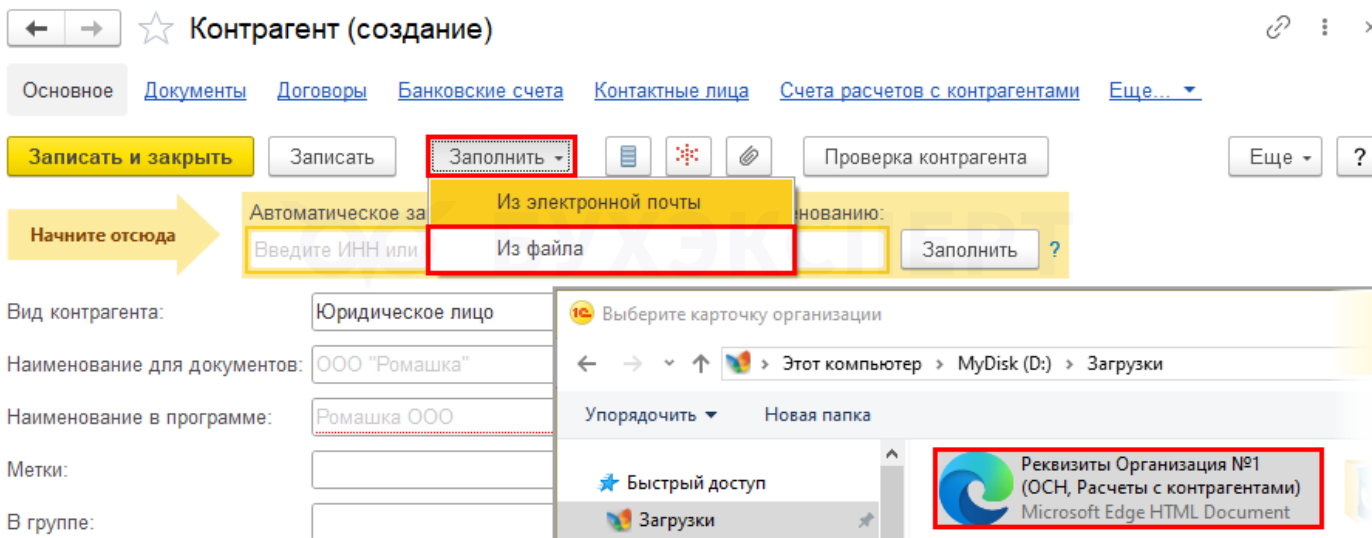 Контрагент (создание)
Основное Документы Договоры Банковские счета Контактные лица Счета расчетов с контрагентами Еще...
Записать и закрыть Записать Заполнить Проверка контрагента Еще ?
Из электронной почты
Начните отсюда
Автоматическое за нованию:
Введите ИНН или
Из файла
Заполнить ?
БУХЭКСПЕРТ
Вид контрагента: Юридическое лицо
Наименование для документов: ООО "Ромашка"
Наименование в программе: Ромашка ООО
Метки:
В группе:
1С Выберите карточку организации
Этот компьютер MyDisk (D:) Загрузки
Упорядочить Новая папка
Быстрый доступ
Загрузки
Реквизиты Организация №1
(ОСН, Расчеты с контрагентами)
Microsoft Edge HTML Document